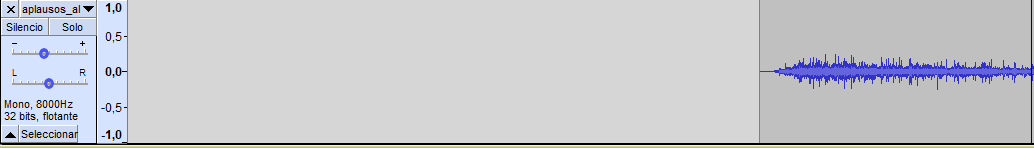 aplausos_al
Silencio Solo
- +
L R
Mono, 8000Hz
32 bits, flotante
Seleccionar
1,0
0,5
0,0
-0,5
-1,0